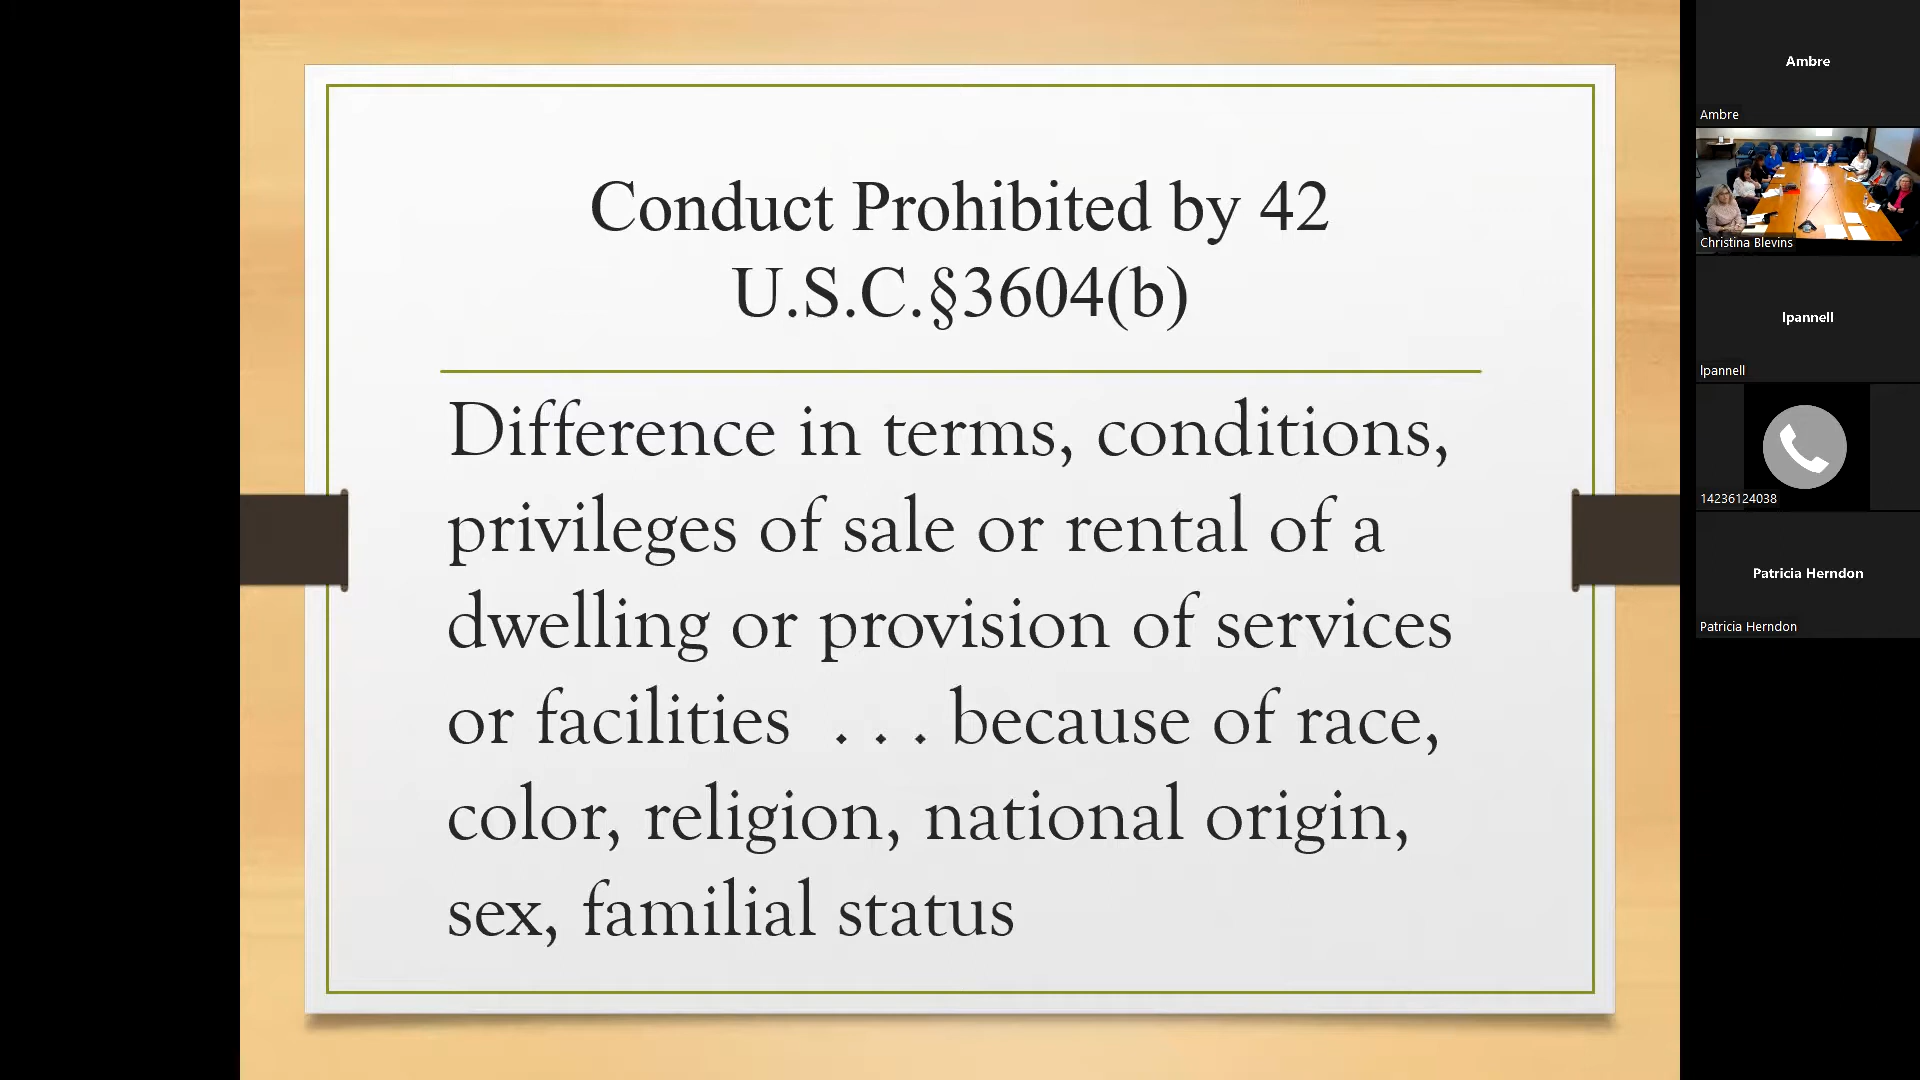 Conduct Prohibited by 42
U.S.C.§3604(b)
Difference in terms, conditions,
privileges of sale or rental of a
dwelling or provision of services
or facilities . . . because of race,
color, religion, national origin,
sex, familial status
Ambre
Ambre
Christina Blevins
lpannell
lpannell
14236124038
Patricia Herndon
Patricia Herndon